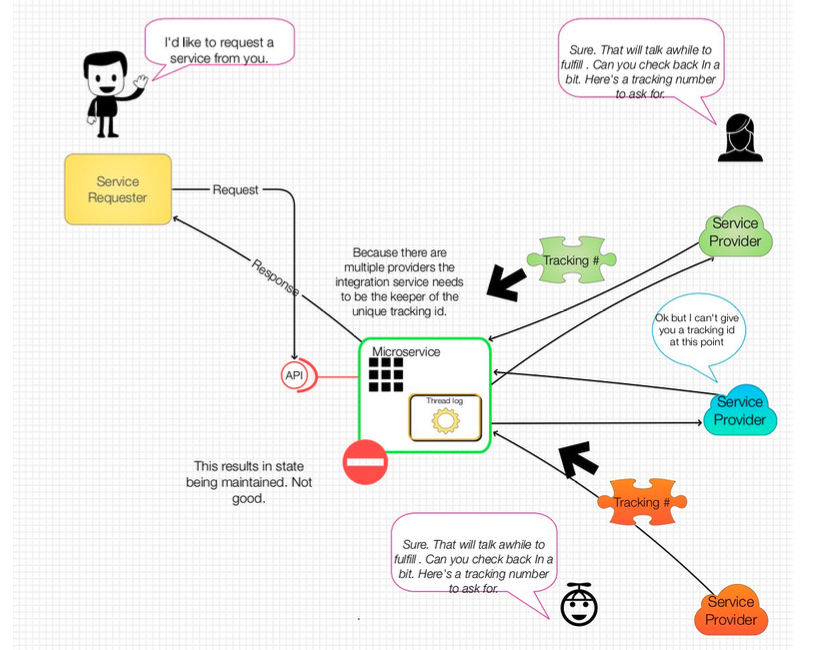 I'd like to request a
service from you.
Sure. That will talk awhile to
fulfill . Can you check back In a
bit. Here's a tracking number
to ask for.
Service
Requester
Request
Response
Because there are
multiple providers the
integration service needs
to be the keeper of the
unique tracking id.
Tracking #
Service
Provider
Ok but I can't give
you a tracking id
at this point
Microservice
API
Thread log
Service
Provider
This results in state
being maintained. Not
good.
Tracking #
Sure. That will talk awhile to
fulfill . Can you check back In a
bit. Here's a tracking number
to ask for.
Service
Provider